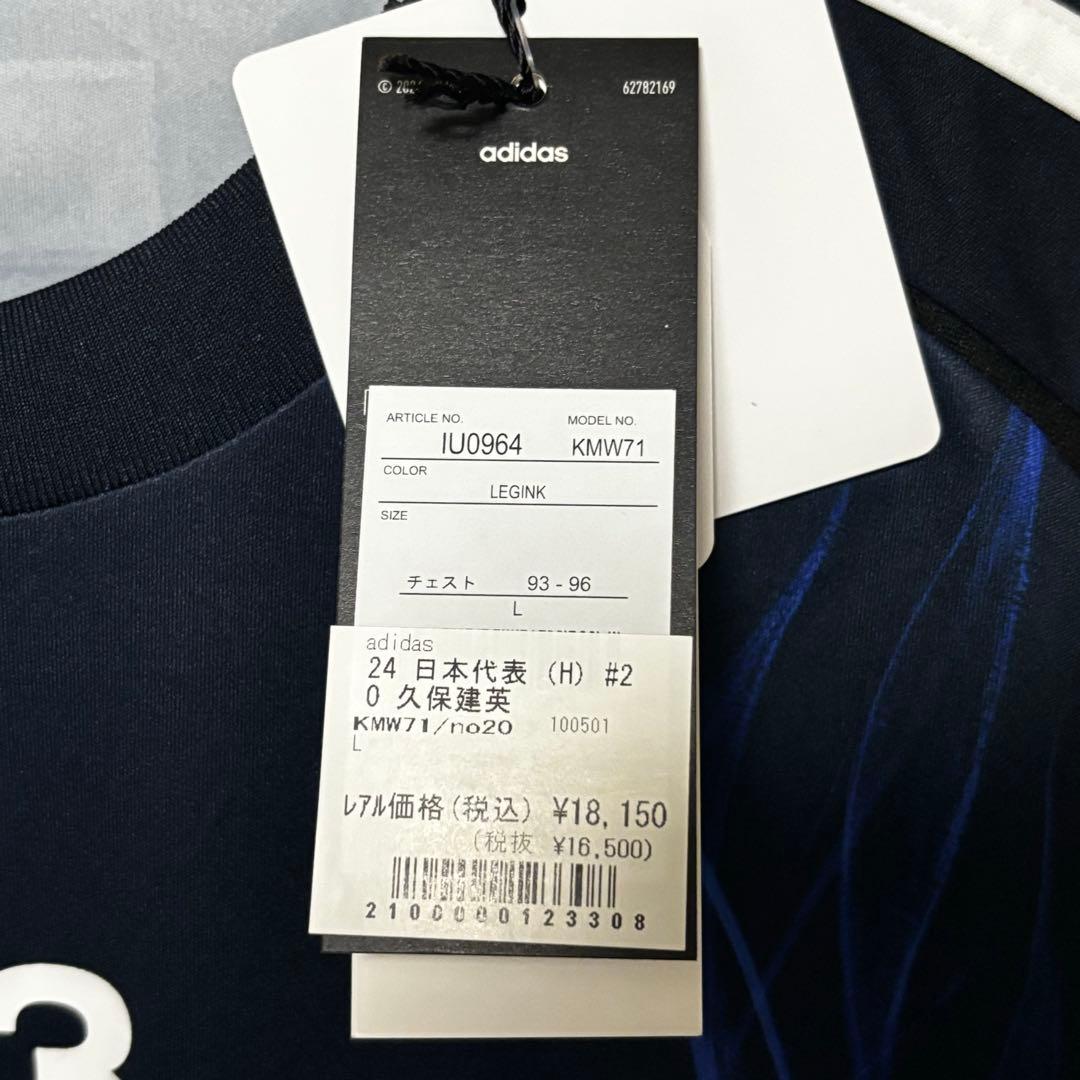 ©
62782169
adidas
ARTICLE NO. MODEL NO.
IU0964 KMW71
COLOR
LEGINK
SIZE
チェスト 93 - 96
L
adidas
24 日本代表 (H) #2
0 久保建英
KMW71/no20 100501
L
ﾚｱﾙ価格(税込) ¥18,150
(税抜 ¥16,500)
2100000123308
3